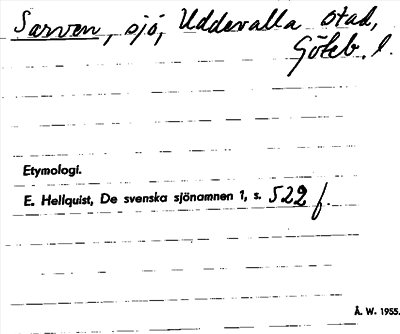 Sarven, sjö, Uddevalla stad,
Göteb. l.
Etymologi.
E. Hellquist, De svenska sjönamnen 1, s. 522 f.
Å. W. 1955.